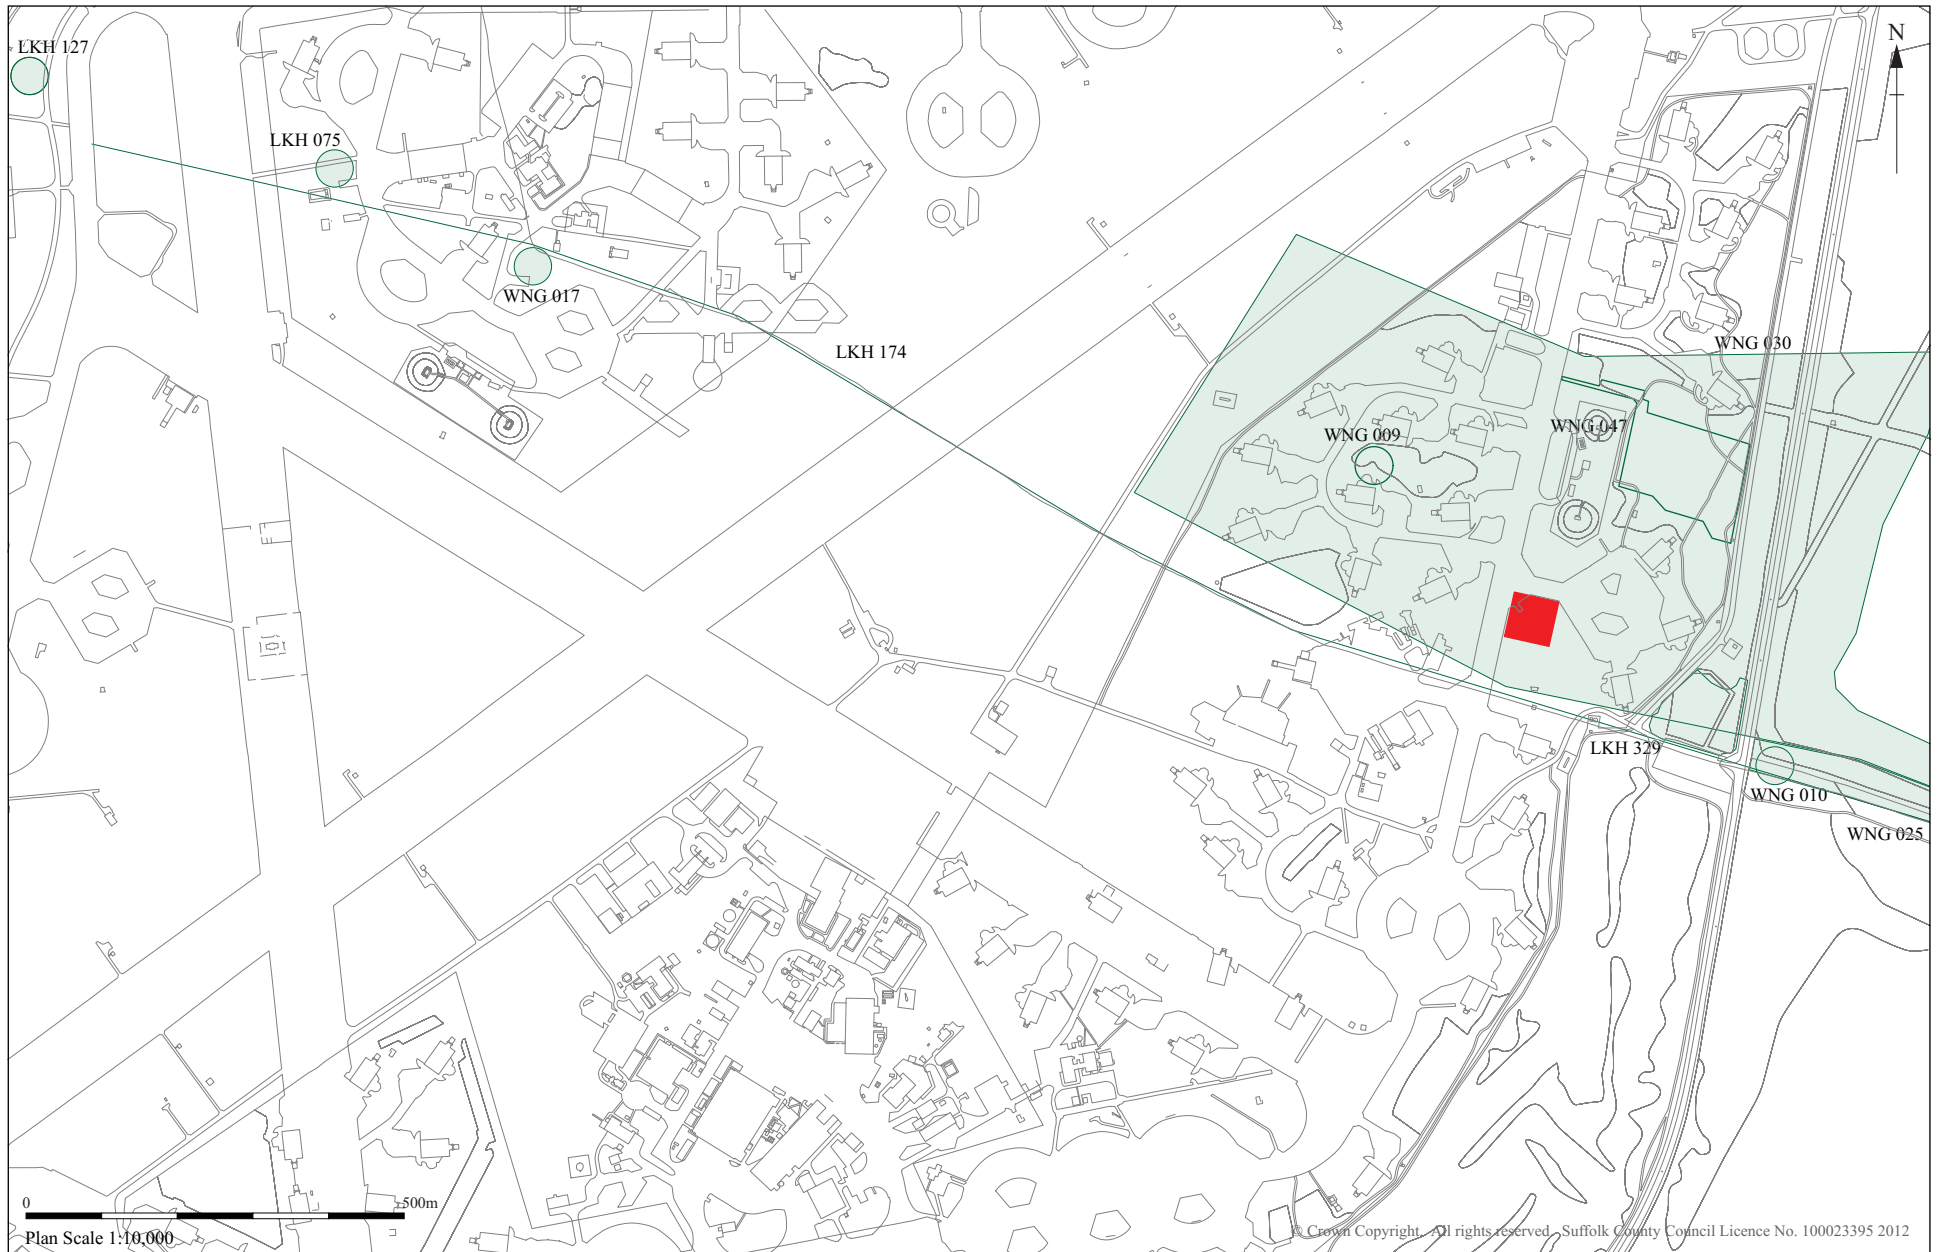 LKH 127
N
LKH 075
WNG 017
LKH 174
WNG 030
WNG 009
WNG 047
LKH 329
WNG 010
WNG 025
0 500m
Plan Scale 1:10,000
© Crown Copyright. All rights reserved. Suffolk County Council Licence No. 100023395 2012